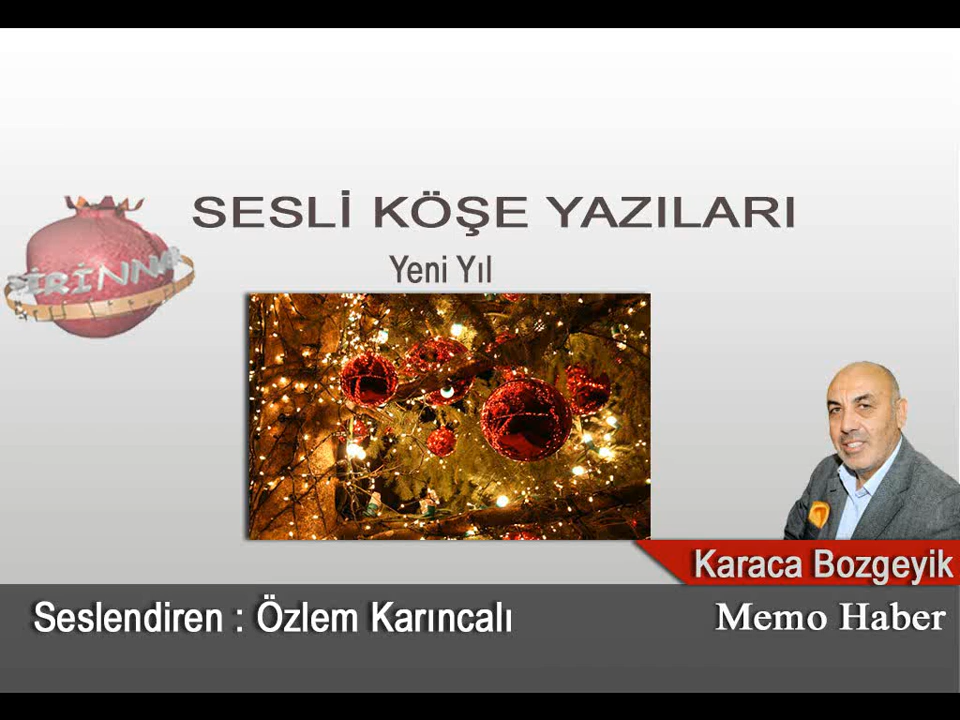 SESLİ KÖŞE YAZILARI
Yeni Yıl
Karaca Bozgeyik
Seslendiren : Özlem Karıncalı
Memo Haber